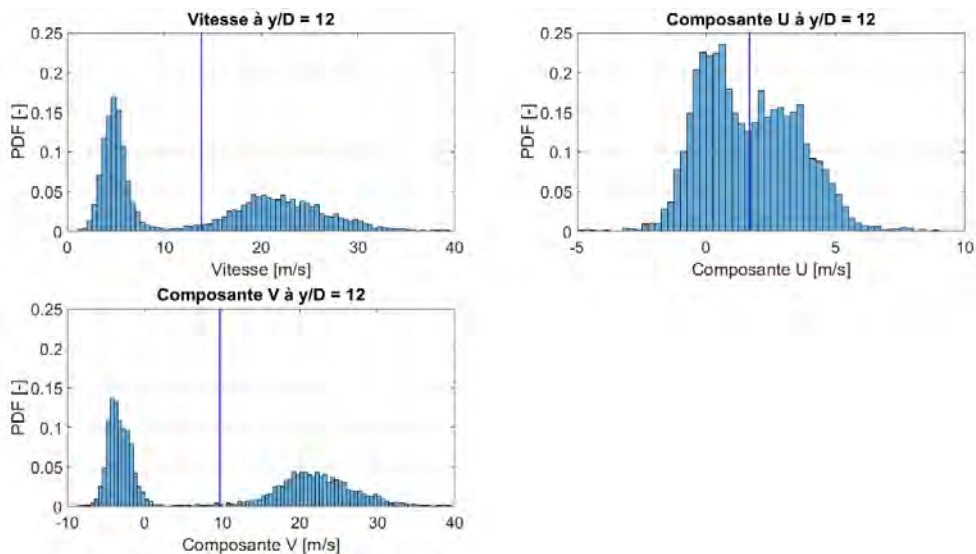 Vitesse à y/D = 12
0.25
0.2
0.15
0.1
0.05
0
PDF [-]
0 10 20 30 40
Vitesse [m/s]
Composante U à y/D = 12
0.25
0.2
0.15
0.1
0.05
0
PDF [-]
-5 0 5 10
Composante U [m/s]
Composante V à y/D = 12
0.25
0.2
0.15
0.1
0.05
0
PDF [-]
-10 0 10 20 30 40
Composante V [m/s]